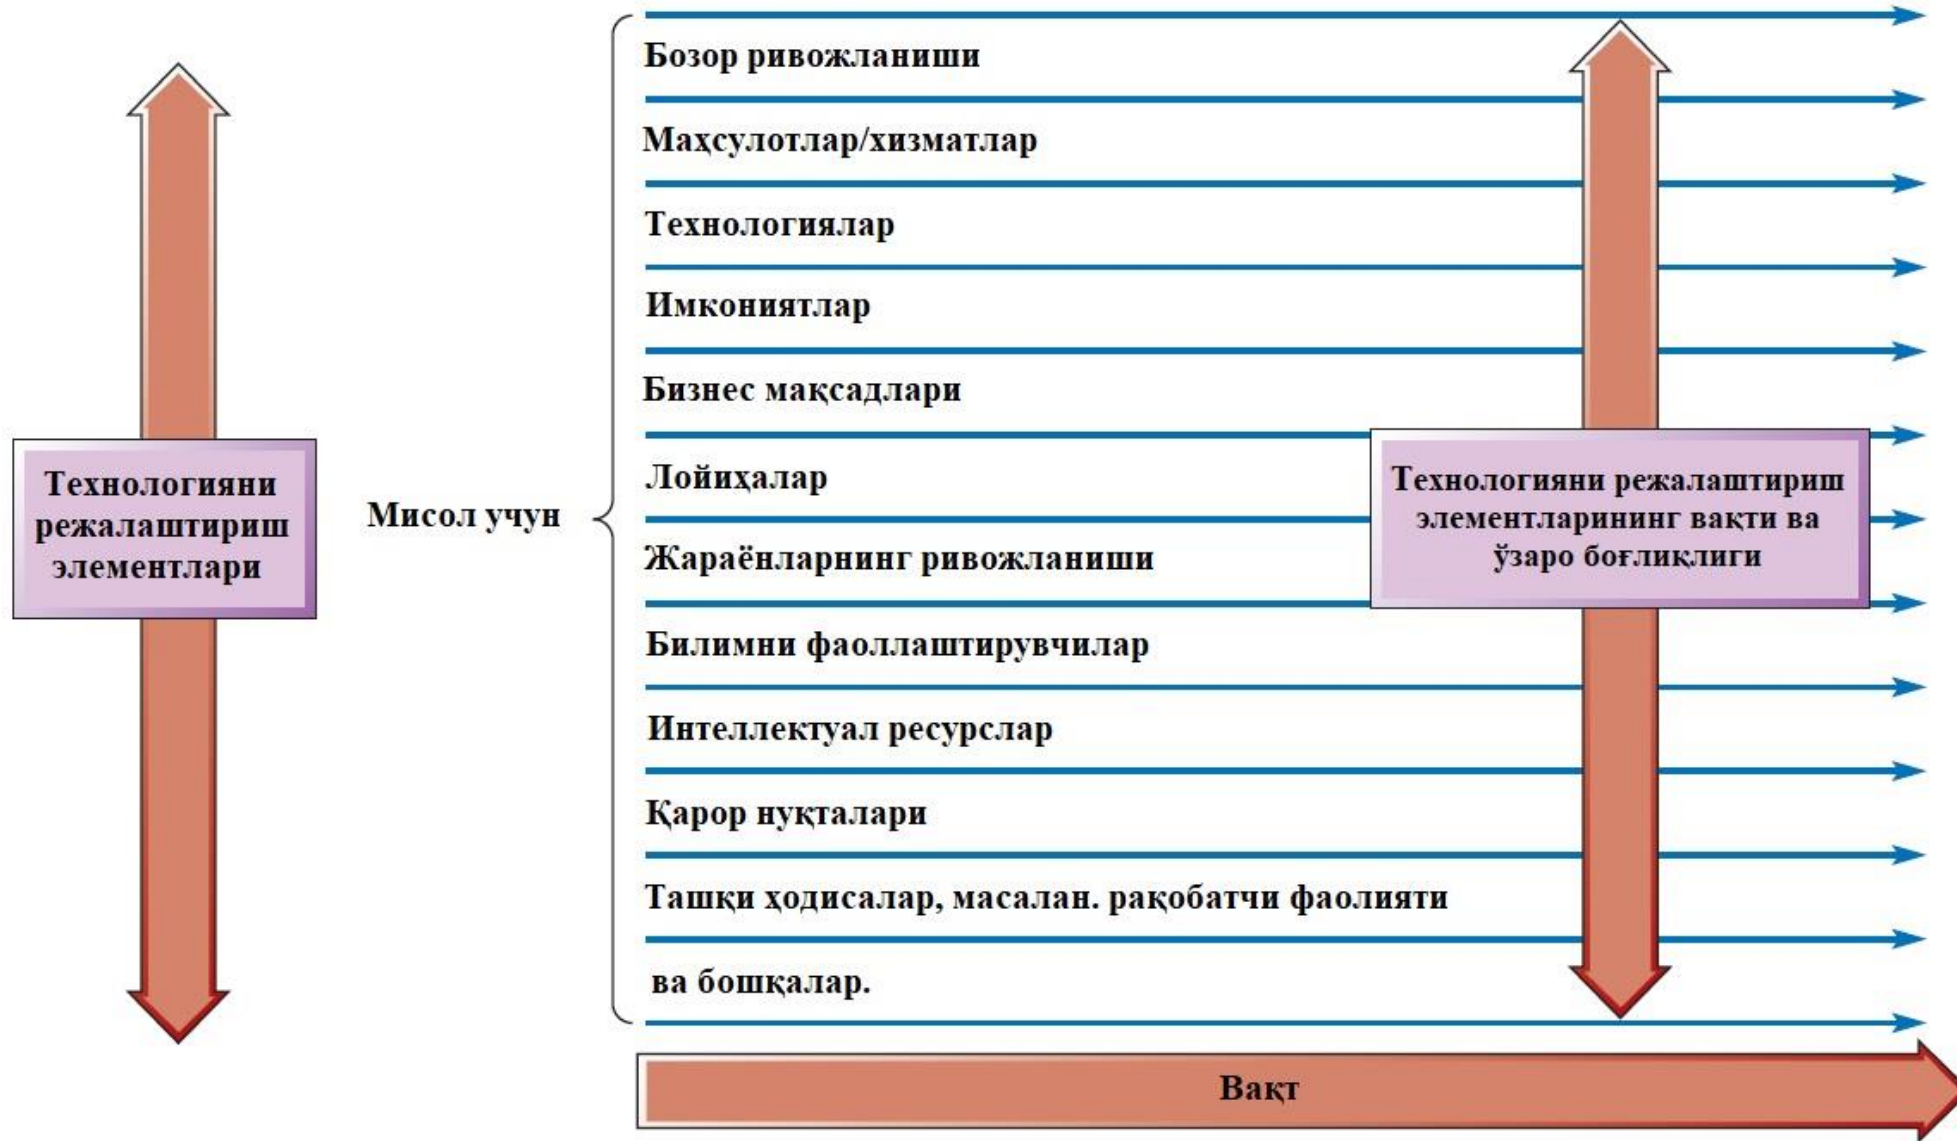 Технологияни
режалаштириш
элементлари
Мисол учун
Бозор ривожланиши
Маҳсулотлар/хизматлар
Технологиялар
Имкониятлар
Бизнес мақсадлари
Лойиҳалар
Жараёнларнинг ривожланиши
Билимни фаоллаштирувчилар
Интеллектуал ресурслар
Қарор нуқталари
Ташқи ҳодисалар, масалан. рақобатчи фаолияти
ва бошқалар.
Технологияни режалаштириш
элементларининг вақти ва
ўзаро боғлиқлиги
Вақт